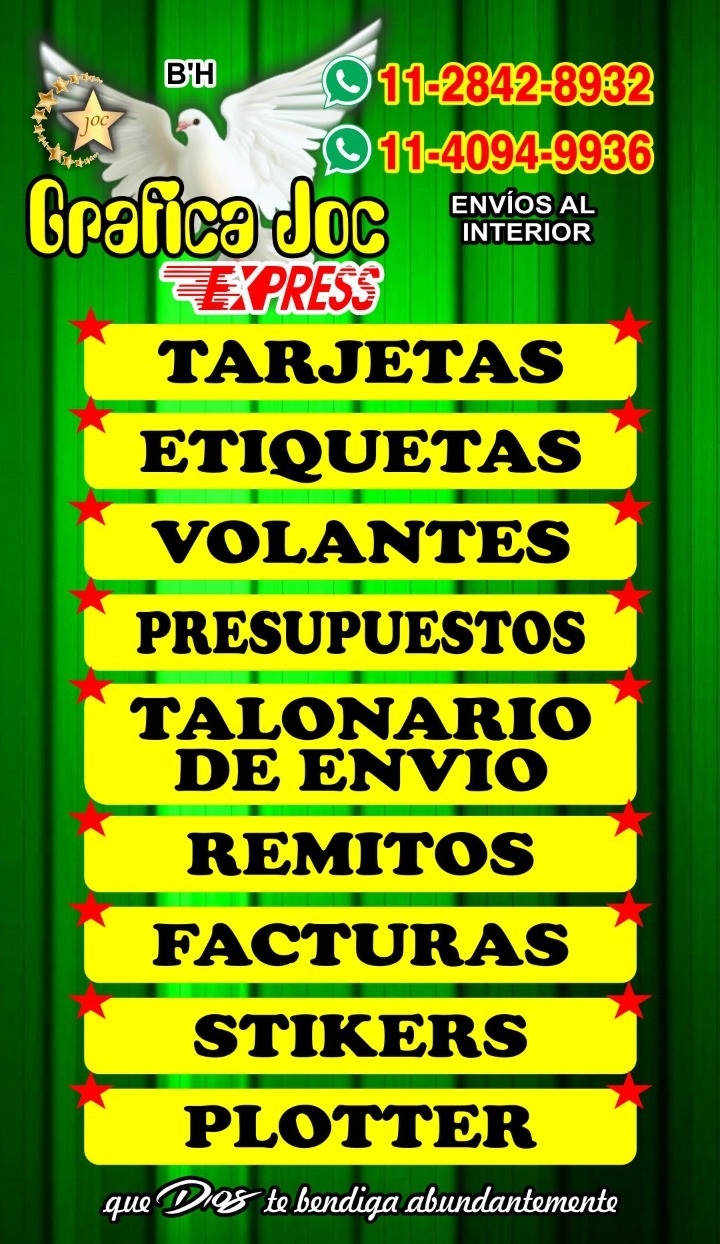 B'H
11-2842-8932
11-4094-9936
JOC
Grafica Joc
EXPRESS
ENVÍOS AL
INTERIOR
TARJETAS
ETIQUETAS
VOLANTES
PRESUPUESTOS
TALONARIO
DE ENVIO
REMITOS
FACTURAS
STIKERS
PLOTTER
que Dios te bendiga abundantemente